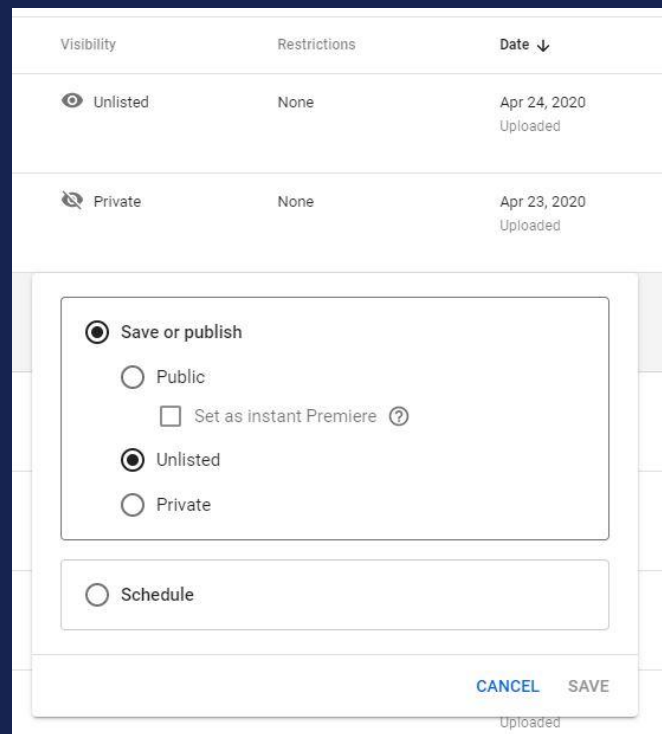 Visibility Restrictions Date
Unlisted None Apr 24, 2020
Uploaded
Private None Apr 23, 2020
Uploaded
Save or publish
Public
Set as instant Premiere ?
Unlisted
Private
Schedule
CANCEL SAVE
Uploaded